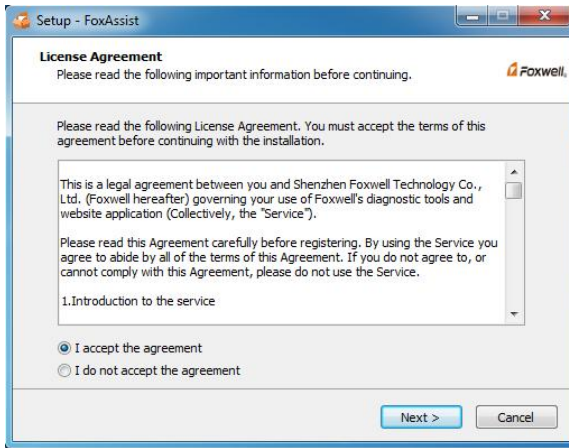 Setup - FoxAssist
License Agreement
Please read the following important information before continuing.
Foxwell
Please read the following License Agreement. You must accept the terms of this
agreement before continuing with the installation.
This is a legal agreement between you and Shenzhen Foxwell Technology Co.,
Ltd. (Foxwell hereafter) governing your use of Foxwell's diagnostic tools and
website application (Collectively, the "Service").
Please read this Agreement carefully before registering. By using the Service you
agree to abide by all of the terms of this Agreement. If you do not agree to, or
cannot comply with this Agreement, please do not use the Service.
1.Introduction to the service
I accept the agreement
I do not accept the agreement
Next >
Cancel